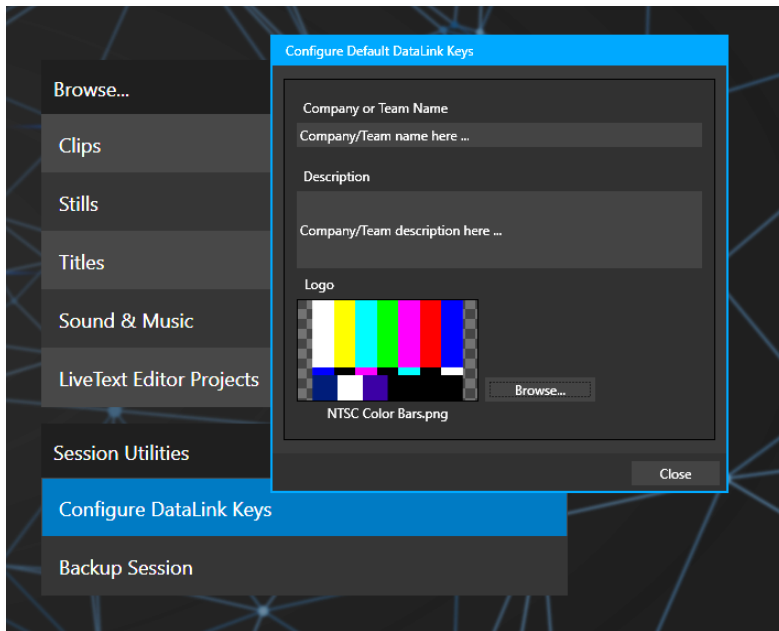 Configure Default DataLink Keys
Browse...
Clips
Stills
Titles
Sound & Music
LiveText Editor Projects
Session Utilities
Configure DataLink Keys
Backup Session
Company or Team Name
Company/Team name here ...
Description
Company/Team description here ...
Logo
Browse...
NTSC Color Bars.png
Close